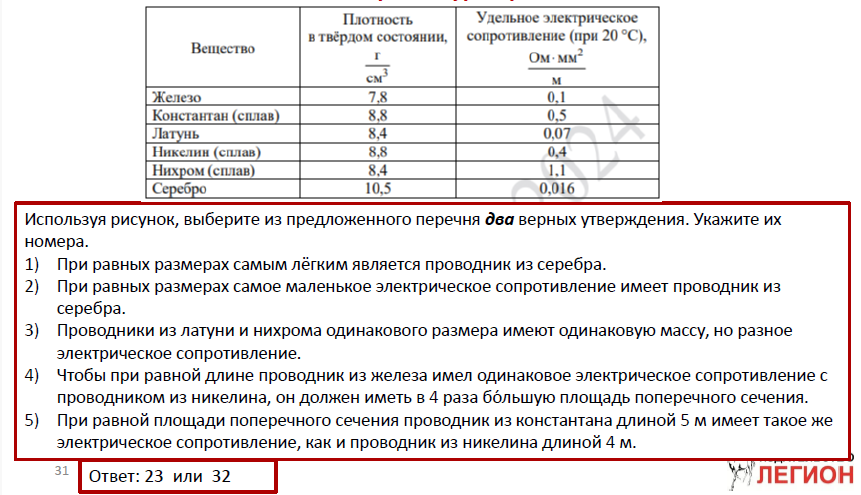 Вещество
Плотность
в твёрдом состоянии,
г
см³
Удельное электрическое
сопротивление (при 20 °C),
Ом·мм²
м
Железо 7,8 0,1
Константан (сплав) 8,8 0,5
Латунь 8,4 0,07
Никелин (сплав) 8,8 0,4
Нихром (сплав) 8,4 1,1
Серебро 10,5 0,016
2024
Используя рисунок, выберите из предложенного перечня два верных утверждения. Укажите их
номера.
1) При равных размерах самым лёгким является проводник из серебра.
2) При равных размерах самое маленькое электрическое сопротивление имеет проводник из
серебра.
3) Проводники из латуни и нихрома одинакового размера имеют одинаковую массу, но разное
электрическое сопротивление.
4) Чтобы при равной длине проводник из железа имел одинаковое электрическое сопротивление с
проводником из никелина, он должен иметь в 4 раза бо́льшую площадь поперечного сечения.
5) При равной площади поперечного сечения проводник из константана длиной 5 м имеет такое же
электрическое сопротивление, как и проводник из никелина длиной 4 м.
31
Ответ: 23 или 32
ЛЕГИОН